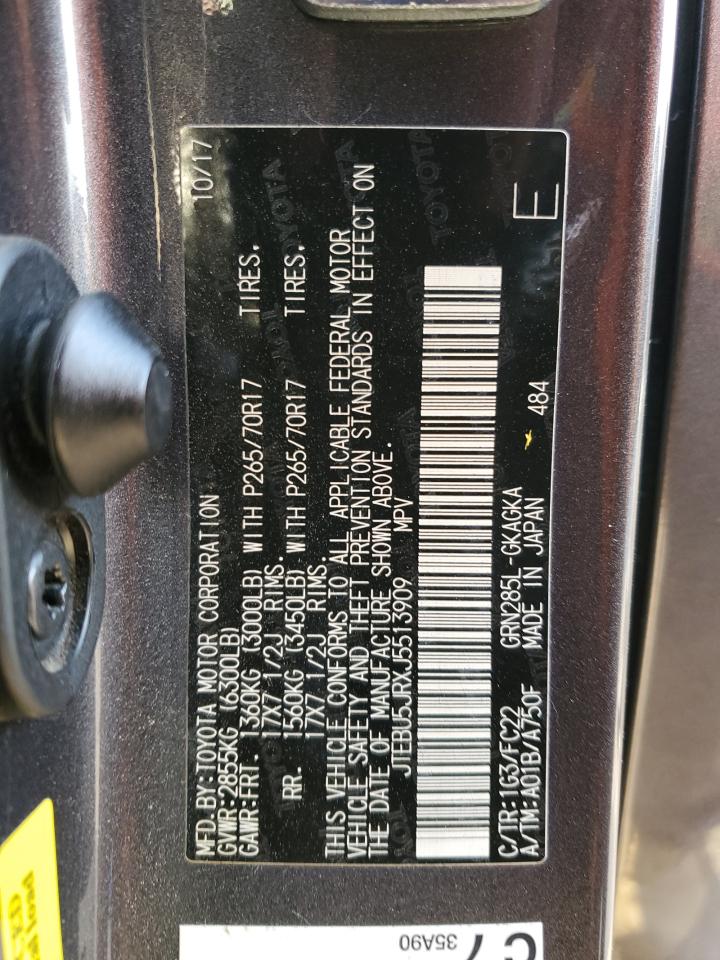 MFD. BY: TOYOTA MOTOR CORPORATION 10/17
GVWR: 2855KG (6300LB)
GAWR: FRT. 1360KG (3000LB) WITH P265/70R17 TIRES.
17X7 1/2J RIMS.
RR. 1560KG (3450LB) WITH P265/70R17 TIRES.
17X7 1/2J RIMS.
THIS VEHICLE CONFORMS TO ALL APPLICABLE FEDERAL MOTOR
VEHICLE SAFETY AND THEFT PREVENTION STANDARDS IN EFFECT ON
THE DATE OF MANUFACTURE SHOWN ABOVE.
JTEBU5JRXJ5513909 MPV
E
C/TR: 1G3/FC22 GRN285L-GKAGKA 484
A/TM: A01B/A750F MADE IN JAPAN
35A90